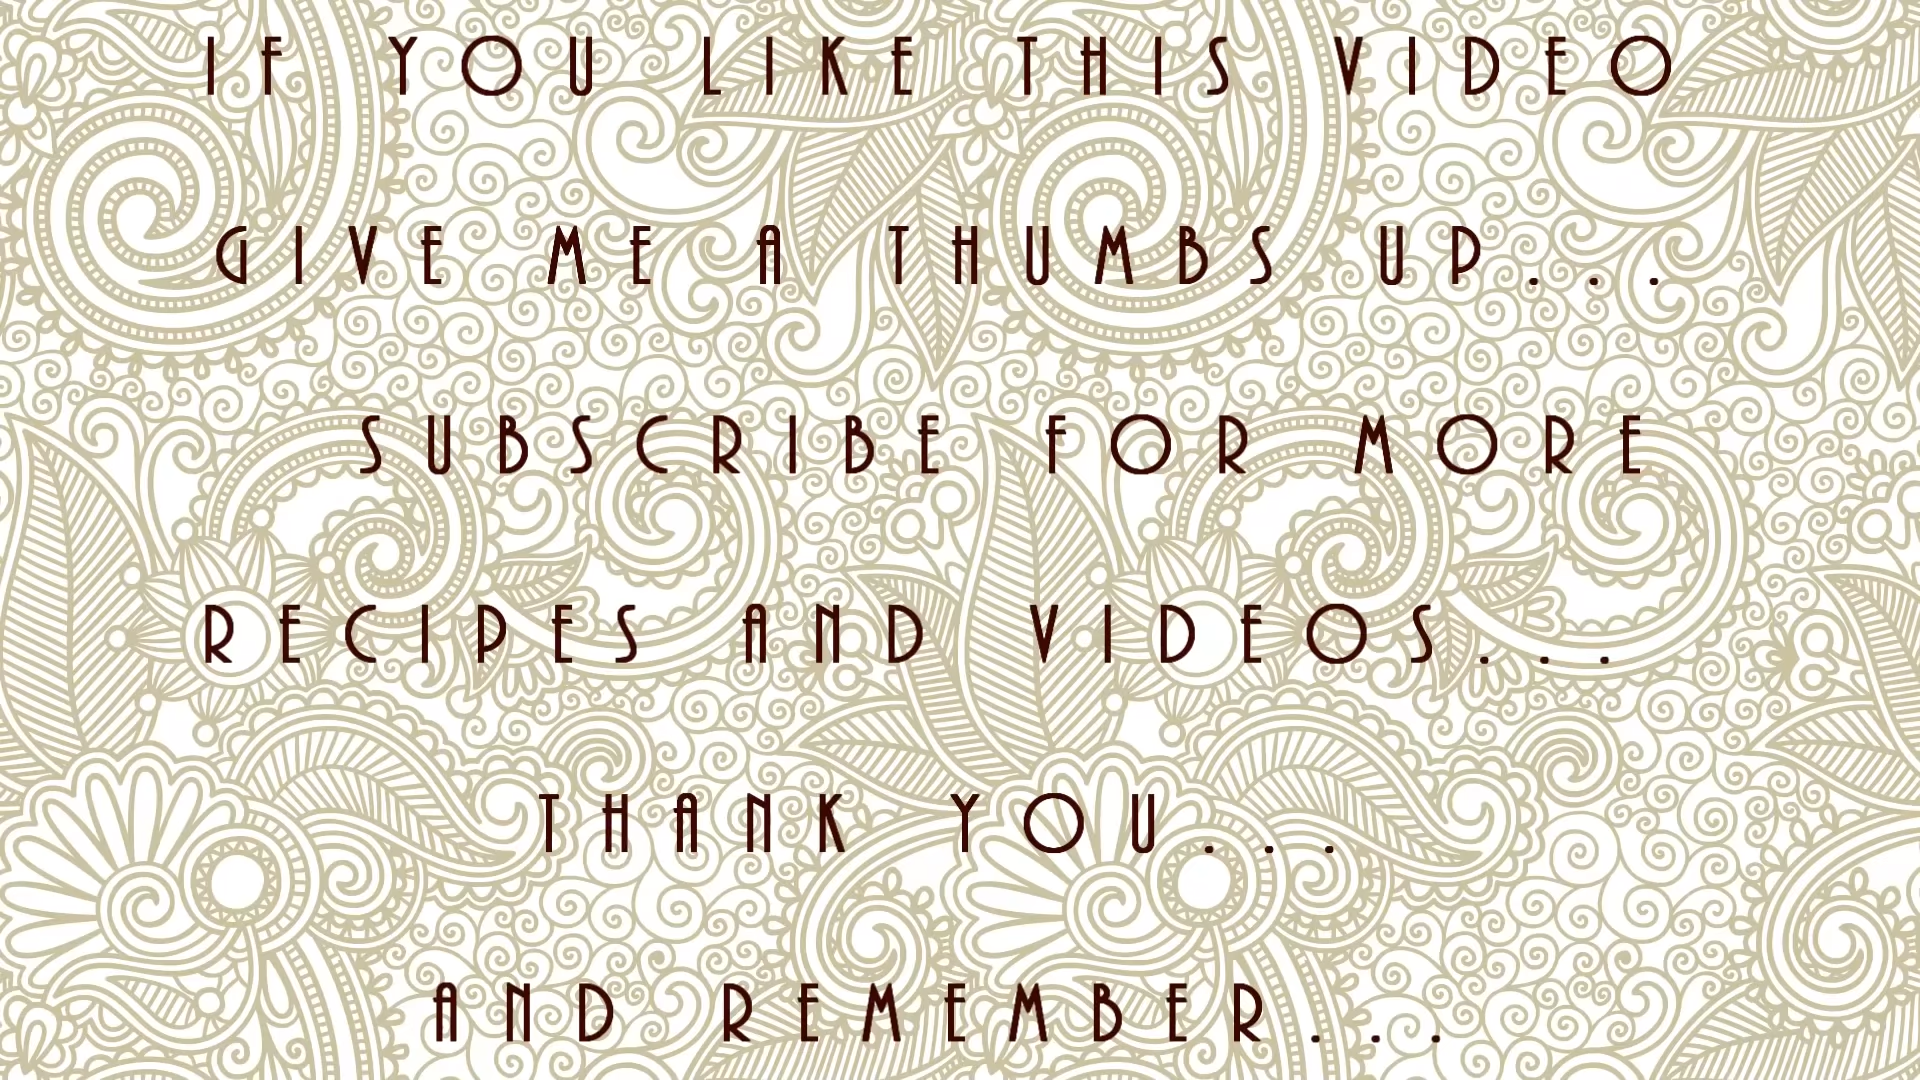 IF YOU LIKE THIS VIDEO
GIVE ME A THUMBS UP...
SUBSCRIBE FOR MORE
RECIPES AND VIDEOS...
THANK YOU...
AND REMEMBER...